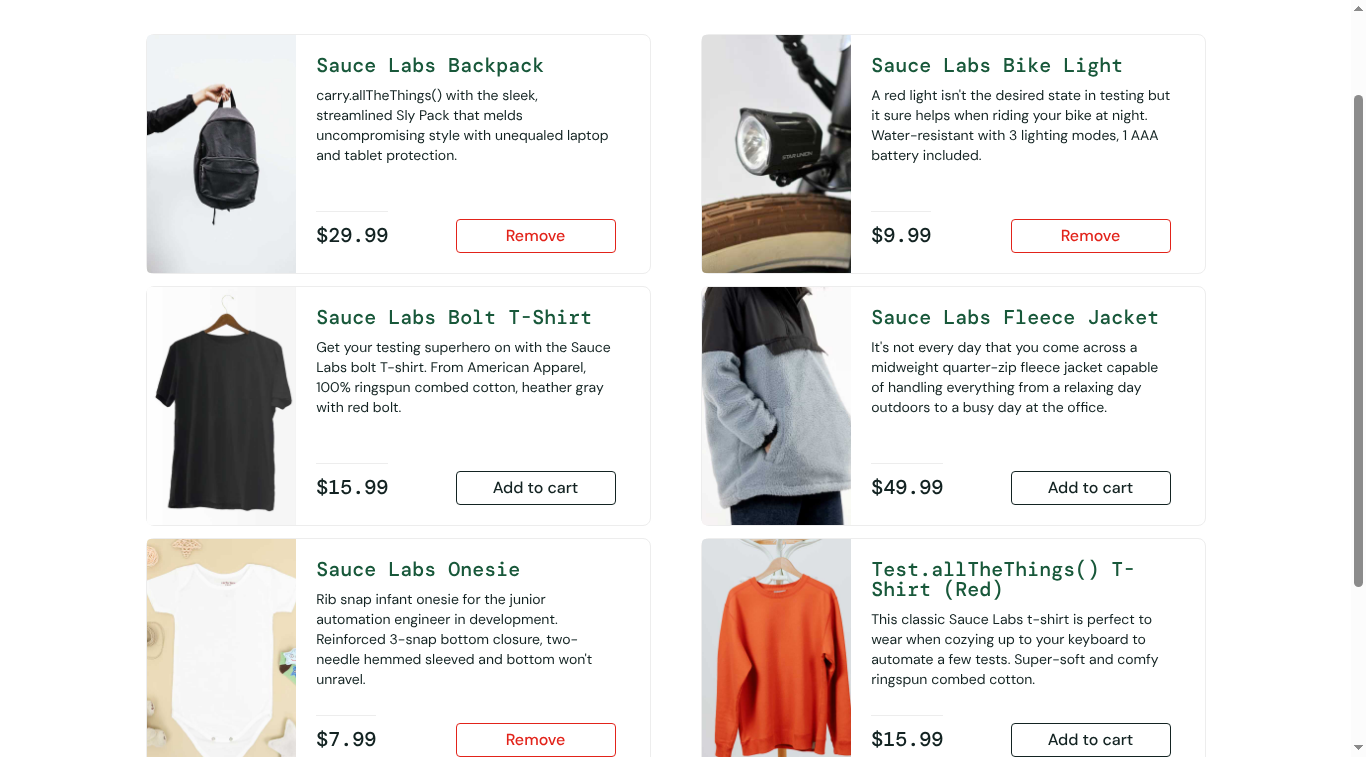 Sauce Labs Backpack
carry.allTheThings() with the sleek,
streamlined Sly Pack that melds
uncompromising style with unequaled laptop
and tablet protection.
$29.99
Remove
STAR UNION
Sauce Labs Bike Light
A red light isn't the desired state in testing but
it sure helps when riding your bike at night.
Water-resistant with 3 lighting modes, 1 AAA
battery included.
$9.99
Remove
Sauce Labs Bolt T-Shirt
Get your testing superhero on with the Sauce
Labs bolt T-shirt. From American Apparel,
100% ringspun combed cotton, heather gray
with red bolt.
$15.99
Add to cart
Sauce Labs Fleece Jacket
It's not every day that you come across a
midweight quarter-zip fleece jacket capable
of handling everything from a relaxing day
outdoors to a busy day at the office.
$49.99
Add to cart
Sauce Labs Onesie
Rib snap infant onesie for the junior
automation engineer in development.
Reinforced 3-snap bottom closure, two-
needle hemmed sleeved and bottom won't
unravel.
$7.99
Remove
Test.allTheThings() T-
Shirt (Red)
This classic Sauce Labs t-shirt is perfect to
wear when cozying up to your keyboard to
automate a few tests. Super-soft and comfy
ringspun combed cotton.
$15.99
Add to cart